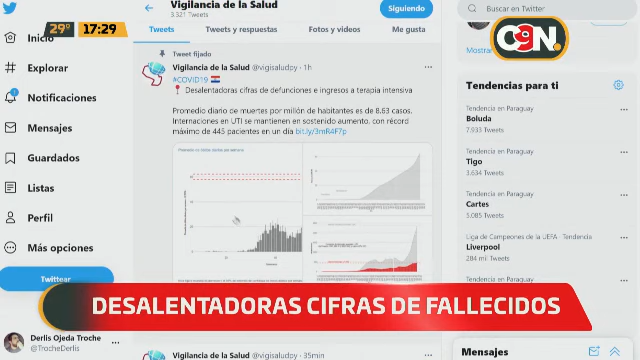 29°
17:29
C9N.
Inicio
Explorar
Notificaciones
Mensajes
Guardados
Listas
Perfil
Más opciones
Twittear
Derlis Ojeda Troche
@TrocheDerlis
Vigilancia de la Salud
3.321 Tweets
Siguiendo
Tweets
Tweets y respuestas
Fotos y videos
Me gusta
Tweet fijado
Vigilancia de la Salud @vigisaludpy · 1h
#COVID19
Desalentadoras cifras de defunciones e ingresos a terapia intensiva
Promedio diario de muertes por millón de habitantes es de 8,63 casos.
Internaciones en UTI se mantienen en sostenido aumento, con récord
máximo de 445 pacientes en un día bit.ly/3mR4F7p
Vigilancia de la Salud @vigisaludpy · 35min
Buscar en Twitter
Mostrar
Tendencias para ti
Tendencia en Paraguay
Boluda
7.933 Tweets
Tendencia en Paraguay
Tigo
3.634 Tweets
Tendencia en Paraguay
Cartes
2.508 Tweets
Liga de Campeones de la UEFA · Tendencia
Liverpool
284 mil Tweets
Tendencia en Paraguay
Mensajes
DESALENTADORAS CIFRAS DE FALLECIDOS